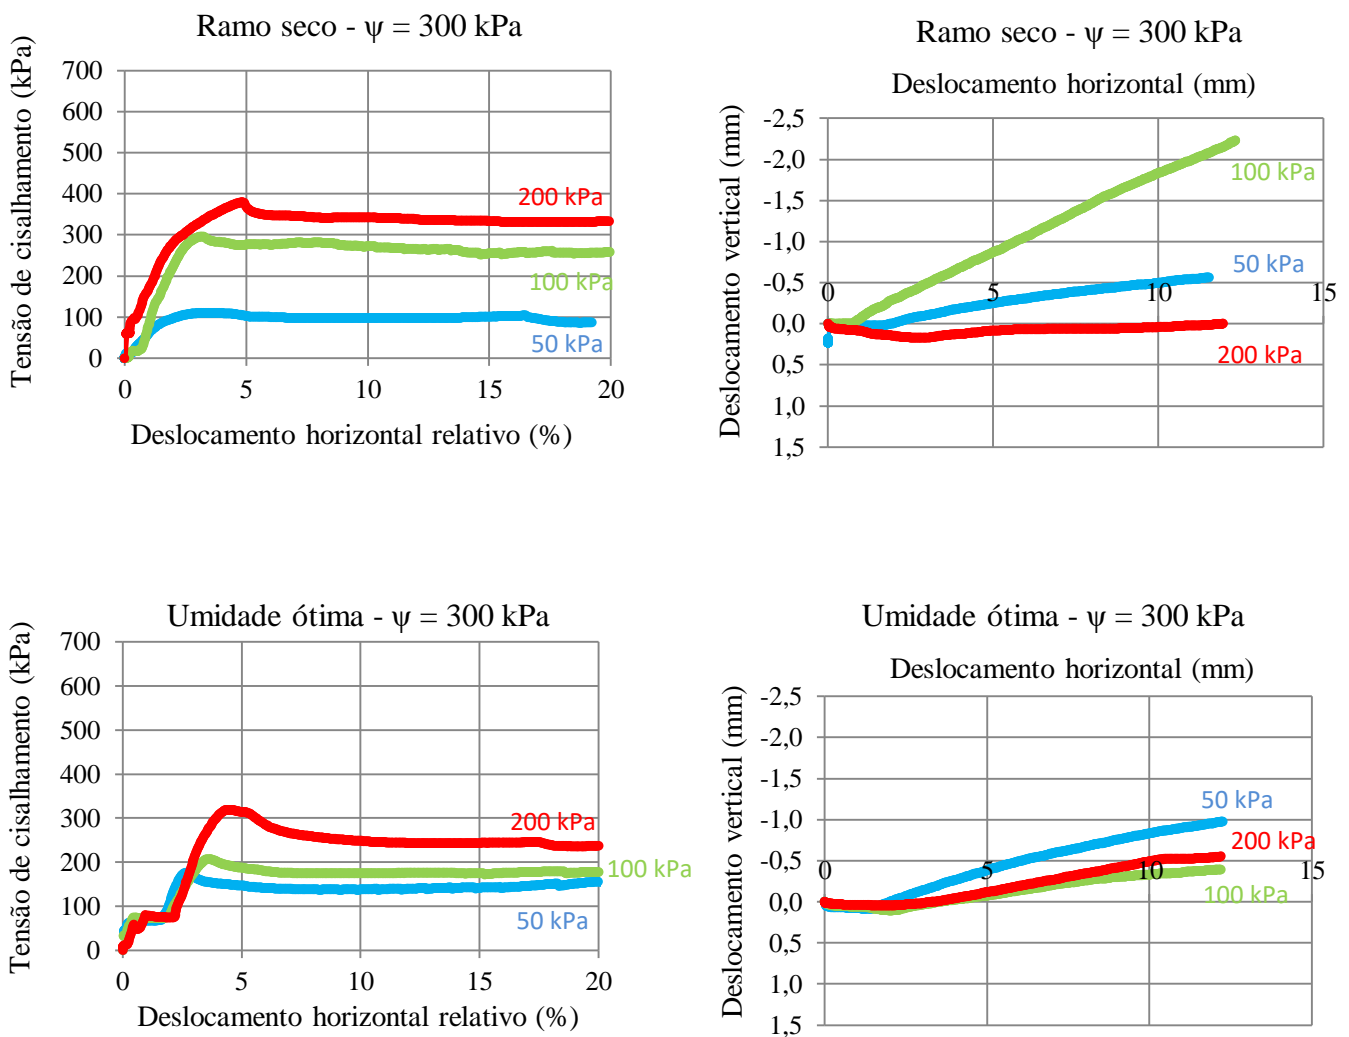 Ramo seco - ψ = 300 kPa
Tensão de cisalhamento (kPa)
700
600
500
400
300
200
100
0
200 kPa
100 kPa
50 kPa
0 5 10 15 20
Deslocamento horizontal relativo (%)
Ramo seco - ψ = 300 kPa
Deslocamento horizontal (mm)
Deslocamento vertical (mm)
-2,5
-2,0
-1,5
-1,0
-0,5
0,0
0,5
1,0
1,5
100 kPa
50 kPa
0 5 10 15
200 kPa
Umidade ótima - ψ = 300 kPa
Tensão de cisalhamento (kPa)
700
600
500
400
300
200
100
0
200 kPa
100 kPa
50 kPa
0 5 10 15 20
Deslocamento horizontal relativo (%)
Umidade ótima - ψ = 300 kPa
Deslocamento horizontal (mm)
Deslocamento vertical (mm)
-2,5
-2,0
-1,5
-1,0
-0,5
0,0
0,5
1,0
1,5
50 kPa
200 kPa
0 5 10 15
100 kPa